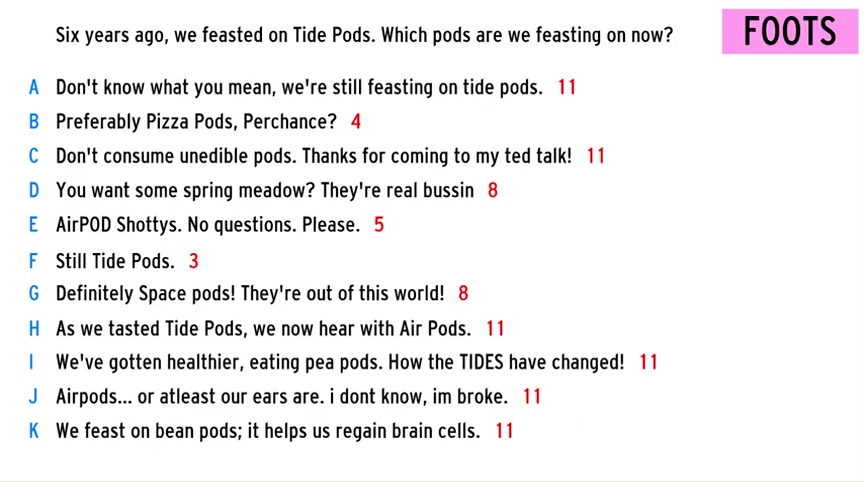 Six years ago, we feasted on Tide Pods. Which pods are we feasting on now?
FOOTS
A Don't know what you mean, we're still feasting on tide pods. 11
B Preferably Pizza Pods, Perchance? 4
C Don't consume unedible pods. Thanks for coming to my ted talk! 11
D You want some spring meadow? They're real bussin 8
E AirPOD Shottys. No questions. Please. 5
F Still Tide Pods. 3
G Definitely Space pods! They're out of this world! 8
H As we tasted Tide Pods, we now hear with Air Pods. 11
I We've gotten healthier, eating pea pods. How the TIDES have changed! 11
J Airpods... or atleast our ears are. i dont know, im broke. 11
K We feast on bean pods; it helps us regain brain cells. 11